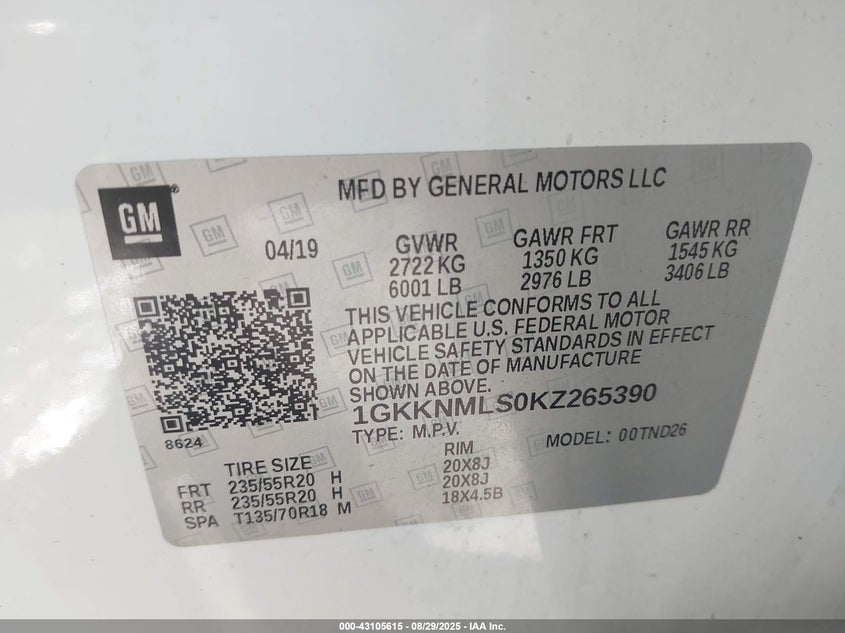 GM
MFD BY GENERAL MOTORS LLC
04/19
GVWR
2722 KG
6001 LB
GAWR FRT
1350 KG
2976 LB
GAWR RR
1545 KG
3406 LB
THIS VEHICLE CONFORMS TO ALL
APPLICABLE U.S. FEDERAL MOTOR
VEHICLE SAFETY STANDARDS IN EFFECT
ON THE DATE OF MANUFACTURE
SHOWN ABOVE.
1GKKNMLS0KZ265390
8624
TYPE: M.P.V.
MODEL: 00TND26
TIRE SIZE
RIM
FRT 235/55R20 H 20X8J
RR 235/55R20 H 20X8J
SPA T135/70R18 M 18X4.5B
000-43105615 - 08/29/2025 - IAA Inc.